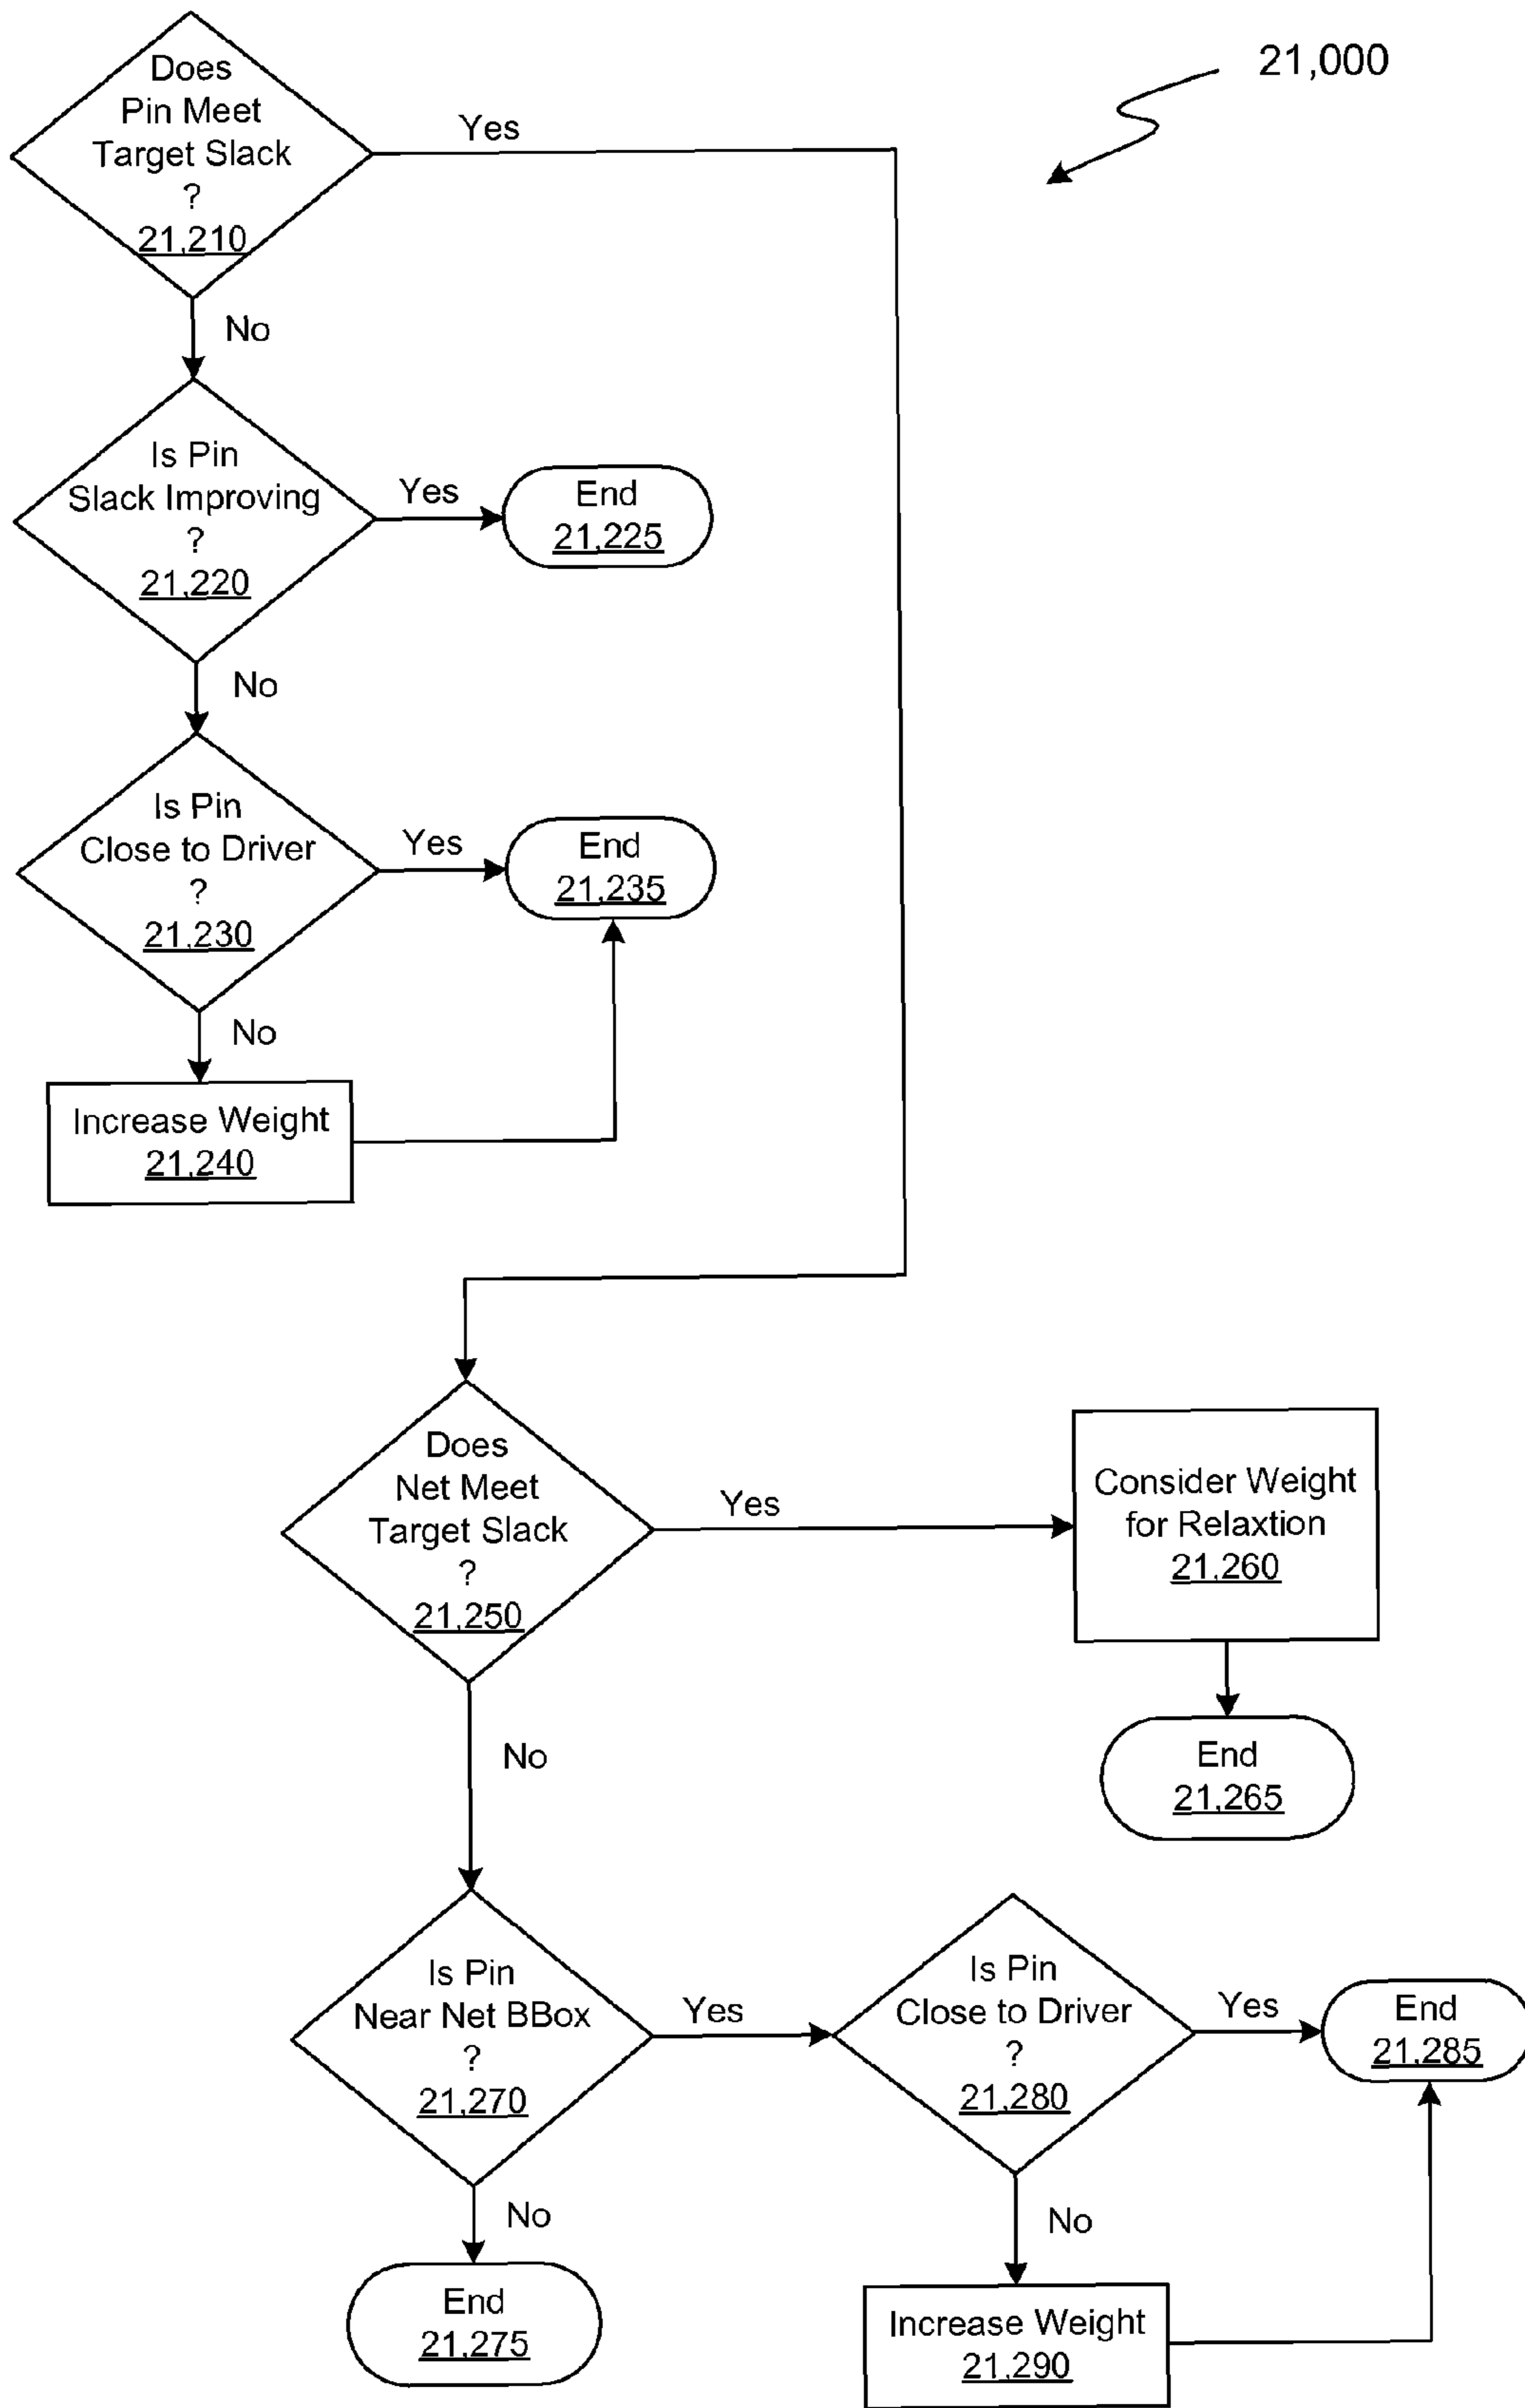 21,000
Does
Pin Meet
Target Slack
?
21,210
Yes
No
Is Pin
Slack Improving
?
21,220
Yes
End
21,225
No
Is Pin
Close to Driver
?
21,230
Yes
End
21,235
No
Increase Weight
21,240
Does
Net Meet
Target Slack
?
21,250
Yes
Consider Weight
for Relaxtion
21,260
No
End
21,265
Is Pin
Near Net BBox
?
21,270
Yes
Is Pin
Close to Driver
?
21,280
Yes
End
21,285
No
End
21,275
No
Increase Weight
21,290